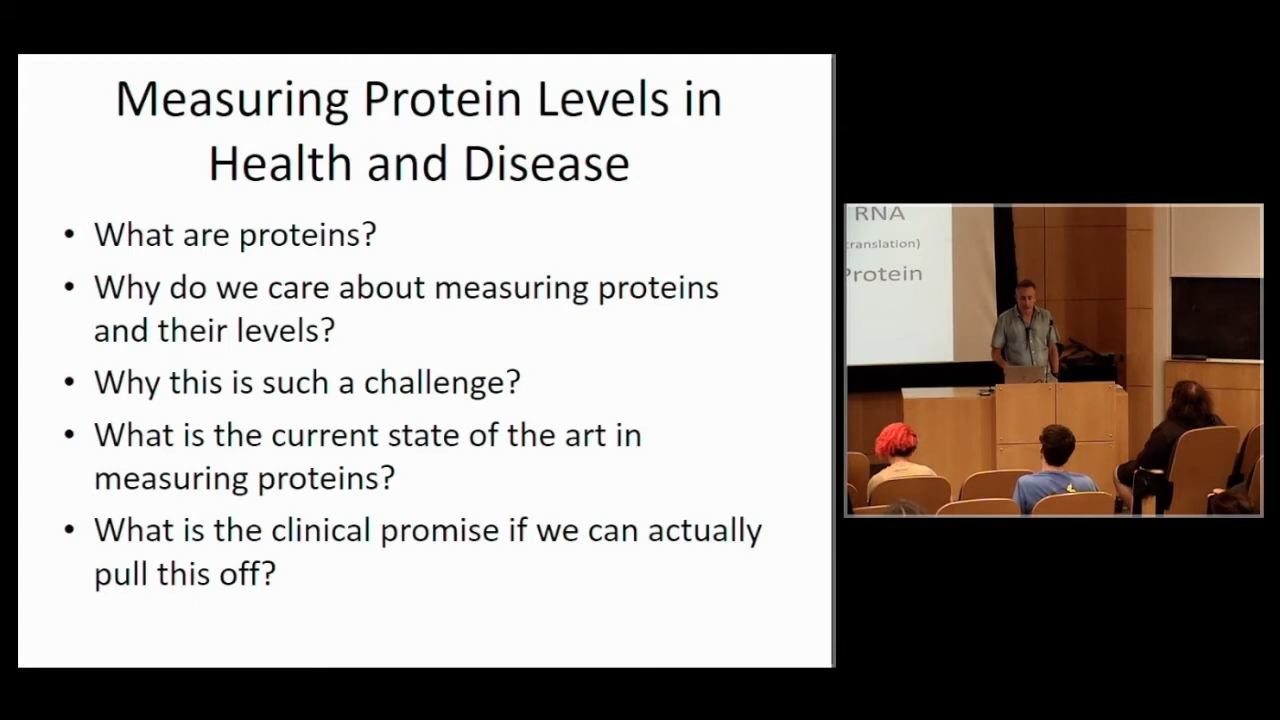 Measuring Protein Levels in
Health and Disease
• What are proteins?
• Why do we care about measuring proteins
and their levels?
• Why this is such a challenge?
• What is the current state of the art in
measuring proteins?
• What is the clinical promise if we can actually
pull this off?
RNA
translation)
Protein